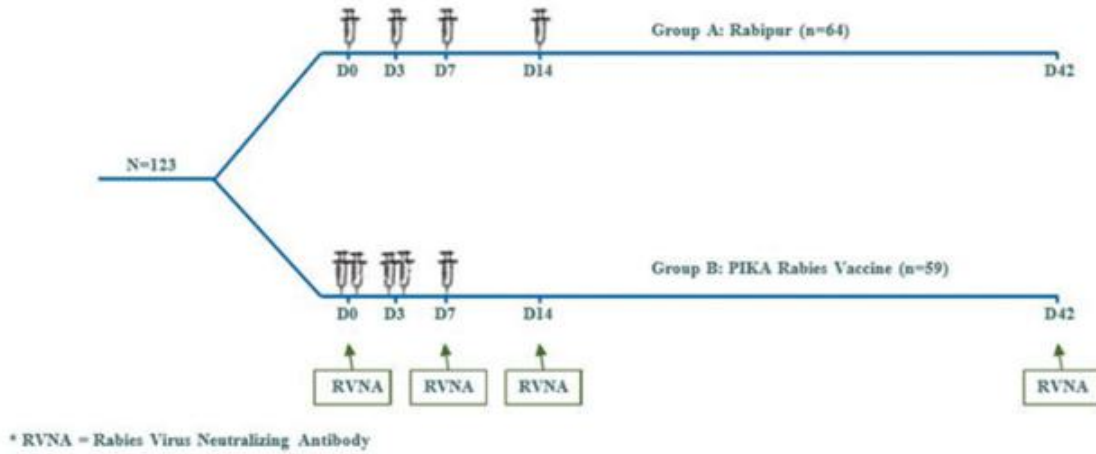 Group A: Rabipur (n=64)
D0 D3 D7 D14 D42
N=123
Group B: PIKA Rabies Vaccine (n=59)
D0 D3 D7 D14 D42
RVNA RVNA RVNA RVNA
* RVNA = Rabies Virus Neutralizing Antibody